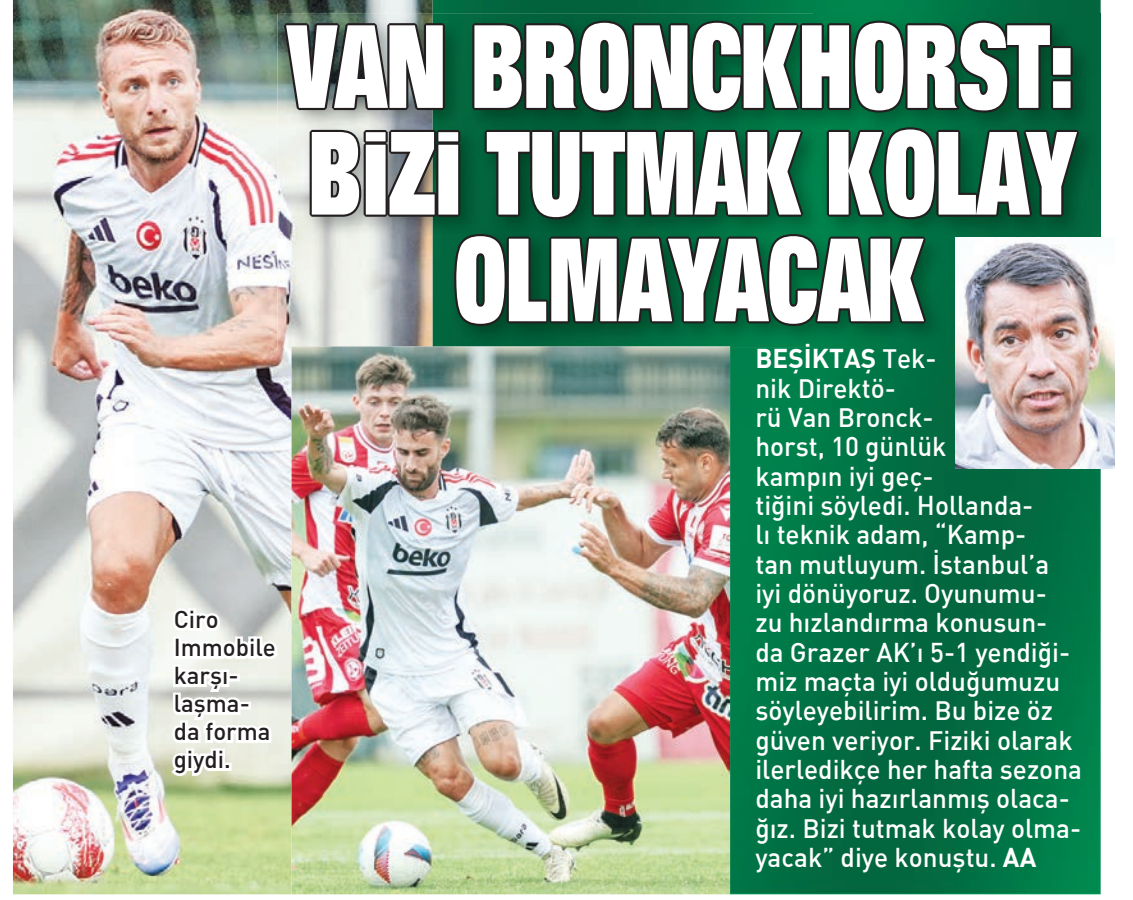 VAN BRONCKHORST:
BİZİ TUTMAK KOLAY
OLMAYACAK
BEŞİKTAŞ Tek-
nik Direktö-
rü Van Bronck-
horst, 10 günlük
kampın iyi geç-
tiğini söyledi. Hollanda-
lı teknik adam, “Kamp-
tan mutluyum. İstanbul’a
iyi dönüyoruz. Oyunumu-
zu hızlandırma konusun-
da Grazer AK’ı 5-1 yendiği-
miz maçta iyi olduğumuzu
söyleyebilirim. Bu bize öz
güven veriyor. Fiziki olarak
ilerledikçe her hafta sezona
daha iyi hazırlanmış olaca-
ğız. Bizi tutmak kolay olma-
yacak” diye konuştu. AA
Ciro
Immobile
karşı-
laşma-
da forma
giydi.
beko
NESİNE
para
beko
para